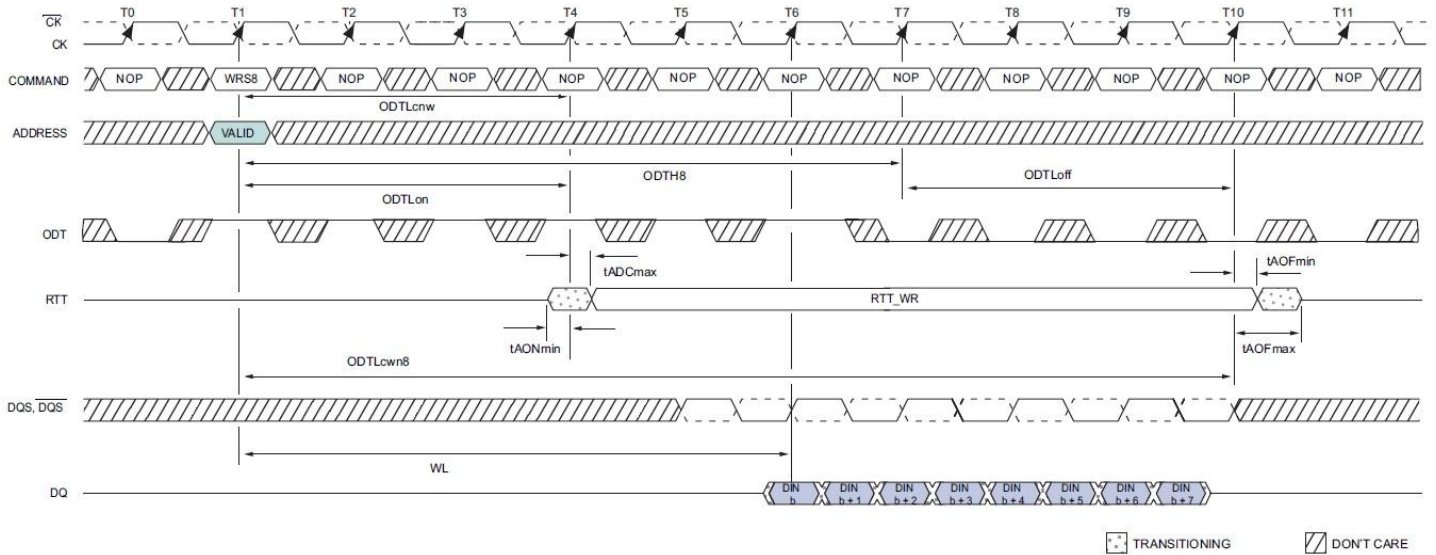 T0 T1 T2 T3 T4 T5 T6 T7 T8 T9 T10 T11
CK
CK
COMMAND NOP WRS8 NOP NOP NOP NOP NOP NOP NOP NOP NOP NOP
ODTLcnw
ADDRESS VALID
ODTH8
ODTLoff
ODTLon
ODT
tADCmax
tAOFmin
RTT RTT_WR
tAONmin
tAOFmax
ODTLcwn8
DQS, DQS
WL
DQ DIN b DIN b + 1 DIN b + 2 DIN b + 3 DIN b + 4 DIN b + 5 DIN b + 6 DIN b + 7
TRANSITIONING DON'T CARE